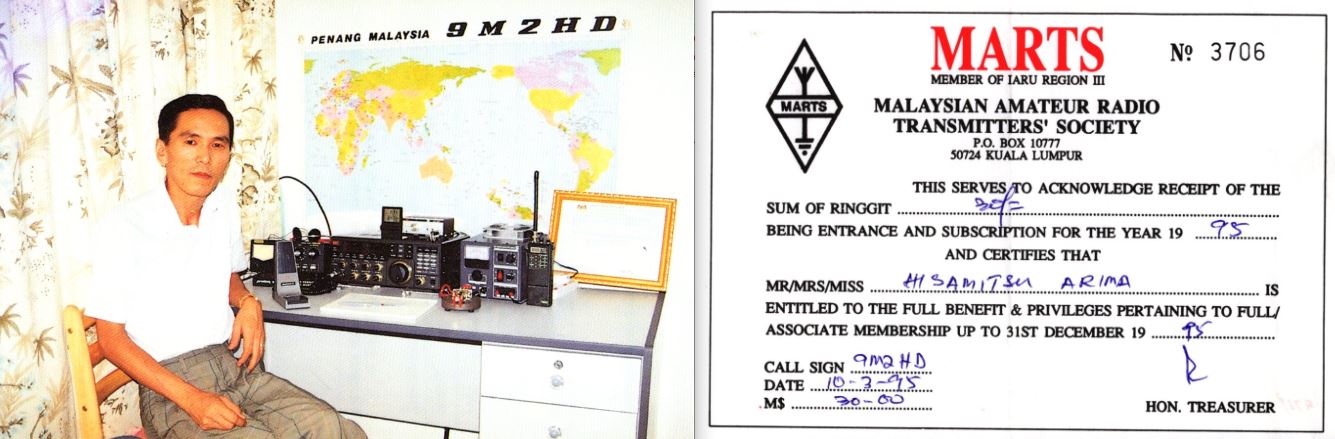 PENANG MALAYSIA 9M2HD
MARTS
MEMBER OF IARU REGION III
Nº 3706
MARTS
MALAYSIAN AMATEUR RADIO
TRANSMITTERS' SOCIETY
P.O. BOX 10777
50724 KUALA LUMPUR
THIS SERVES TO ACKNOWLEDGE RECEIPT OF THE
SUM OF RINGGIT 30/=
BEING ENTRANCE AND SUBSCRIPTION FOR THE YEAR 19 95
AND CERTIFIES THAT
MR/MRS/MISS HISAMITSU ARIMA IS
ENTITLED TO THE FULL BENEFIT & PRIVILEGES PERTAINING TO FULL/
ASSOCIATE MEMBERSHIP UP TO 31ST DECEMBER 19 95
CALL SIGN 9M2HD
DATE 10-3-95
M$ 30-00
HON. TREASURER